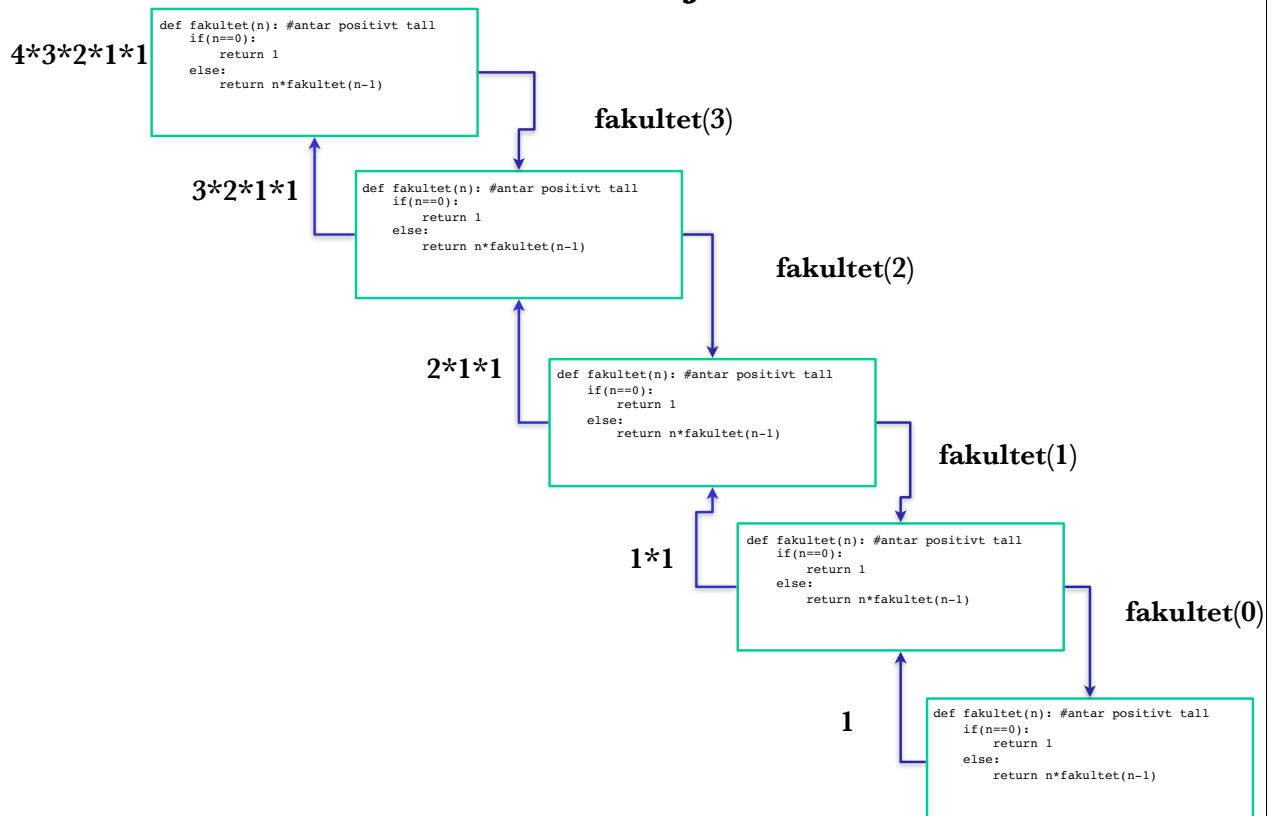 def fakultet(n): #antar positivt tall
if(n==0):
return 1
else:
return n*fakultet(n-1)
4*3*2*1*1
fakultet(3)
3*2*1*1
def fakultet(n): #antar positivt tall
if(n==0):
return 1
else:
return n*fakultet(n-1)
fakultet(2)
2*1*1
def fakultet(n): #antar positivt tall
if(n==0):
return 1
else:
return n*fakultet(n-1)
fakultet(1)
1*1
def fakultet(n): #antar positivt tall
if(n==0):
return 1
else:
return n*fakultet(n-1)
fakultet(0)
1
def fakultet(n): #antar positivt tall
if(n==0):
return 1
else:
return n*fakultet(n-1)